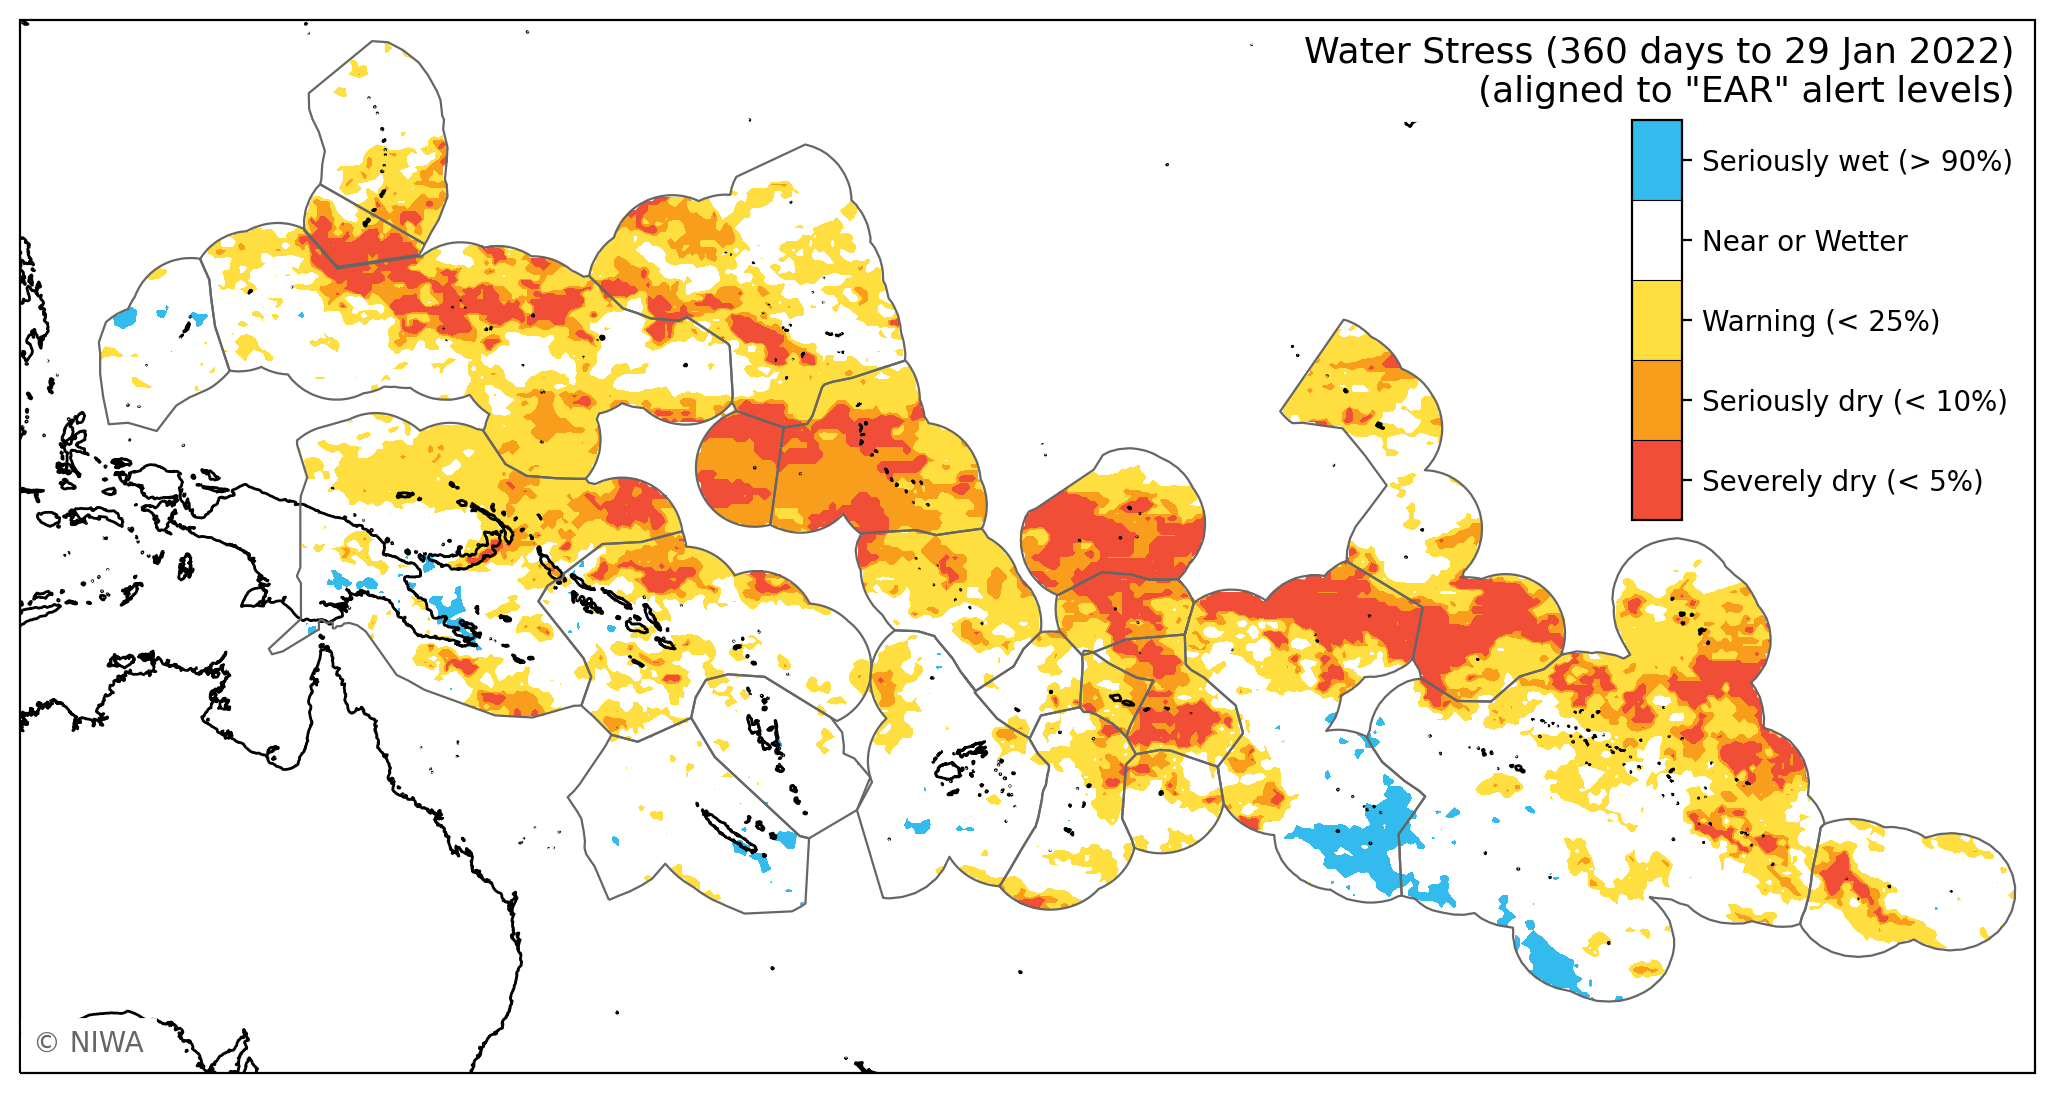 Water Stress (360 days to 29 Jan 2022)
(aligned to "EAR" alert levels)
Seriously wet (> 90%)
Near or Wetter
Warning (< 25%)
Seriously dry (< 10%)
Severely dry (< 5%)
© NIWA